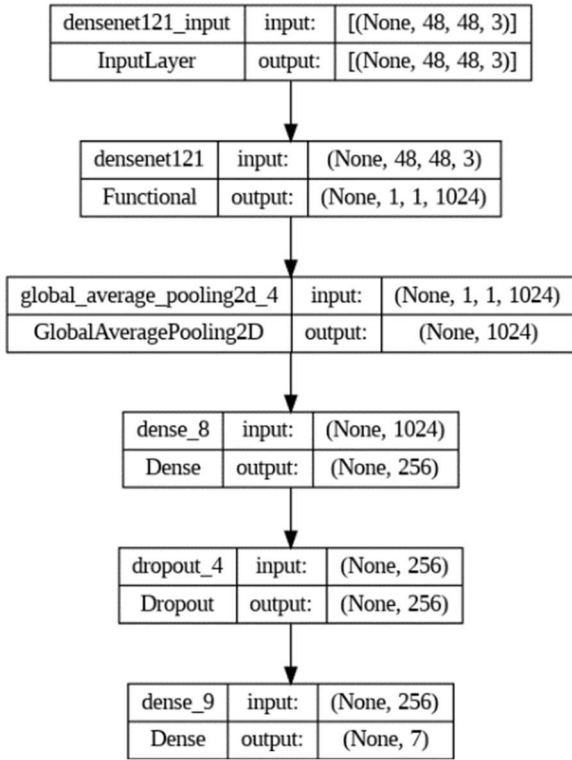 densenet121_input input: [(None, 48, 48, 3)]
InputLayer output: [(None, 48, 48, 3)]
densenet121 input: (None, 48, 48, 3)
Functional output: (None, 1, 1, 1024)
global_average_pooling2d_4 input: (None, 1, 1, 1024)
GlobalAveragePooling2D output: (None, 1024)
dense_8 input: (None, 1024)
Dense output: (None, 256)
dropout_4 input: (None, 256)
Dropout output: (None, 256)
dense_9 input: (None, 256)
Dense output: (None, 7)